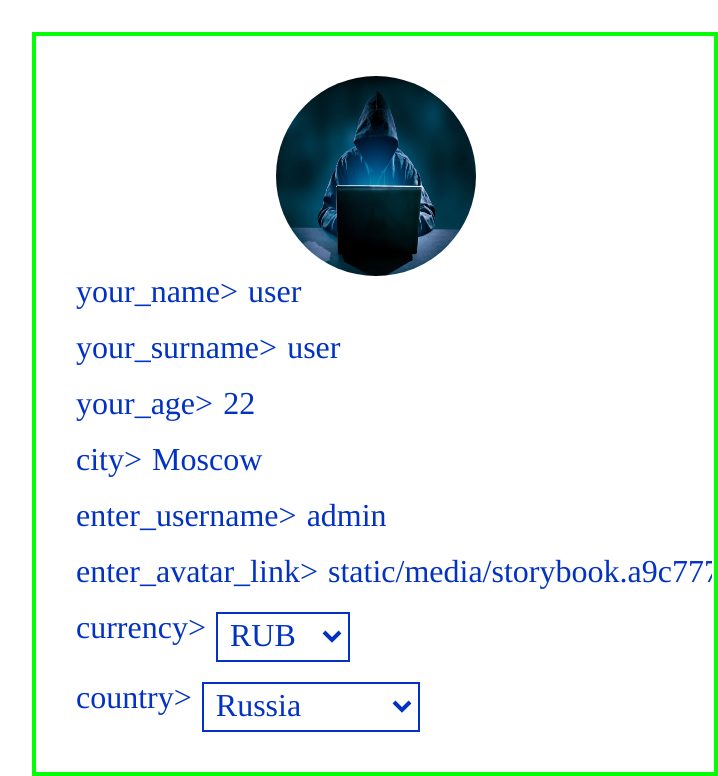 your_name> user
your_surname> user
your_age> 22
city> Moscow
enter_username> admin
enter_avatar_link> static/media/storybook.a9c777
currency> RUB
country> Russia